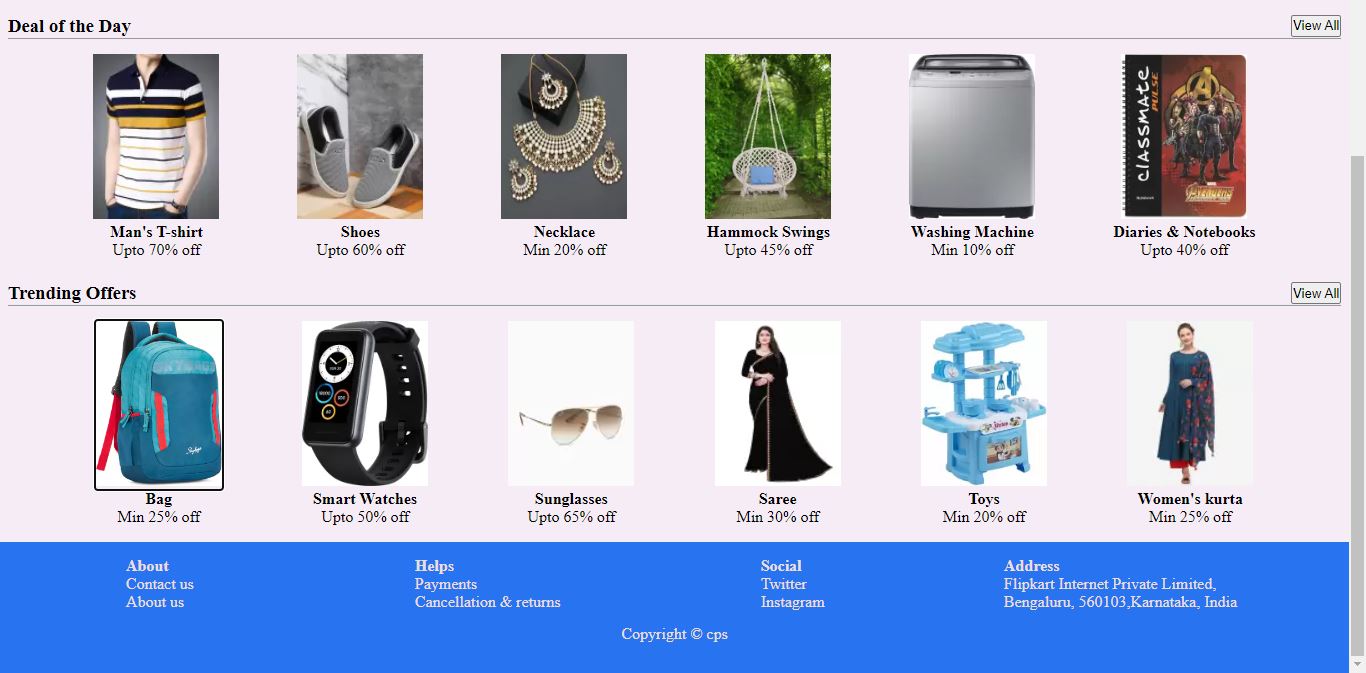 Deal of the Day
View All
CLASSMATE
PULSE
AVENGERS
Man's T-shirt
Upto 70% off
Shoes
Upto 60% off
Necklace
Min 20% off
Hammock Swings
Upto 45% off
Washing Machine
Min 10% off
Diaries & Notebooks
Upto 40% off
Trending Offers
View All
SKYBAGS
Skybags
Bag
Min 25% off
Smart Watches
Upto 50% off
Sunglasses
Upto 65% off
Saree
Min 30% off
Toys
Min 20% off
Women's kurta
Min 25% off
About
Contact us
About us
Helps
Payments
Cancellation & returns
Social
Twitter
Instagram
Address
Flipkart Internet Private Limited,
Bengaluru, 560103,Karnataka, India
Copyright © cps